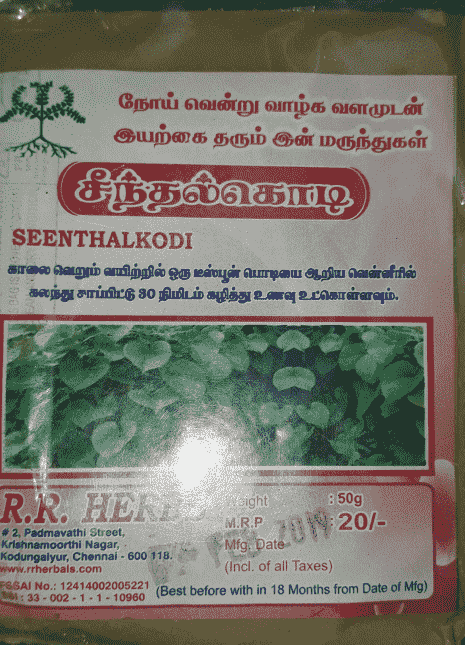 நோய் வென்று வாழ்க வளமுடன்
இயற்கை தரும் இன் மருந்துகள்
சீந்தல்கொடி
SEENTHALKODI
காலை வெறும் வயிற்றில் ஒரு டீஸ்பூன் பொடியை ஆறிய வெண்ணீரில்
கலந்து சாப்பிட்டு 30 நிமிடம் கழித்து உணவு உட்கொள்ளவும்.
R.R. HERB
# 2, Padmavathi Street,
Krishnamoorthi Nagar,
Kodungaiyur, Chennai - 600 118.
www.rrherbals.com
FSSAI No.: 12414002005221
: 33 - 002 - 1 - 1 - 10960
Weight : 50g
M.R.P : 20/-
Mfg. Date FEB 2019
(Incl. of all Taxes)
(Best before with in 18 Months from Date of Mfg)